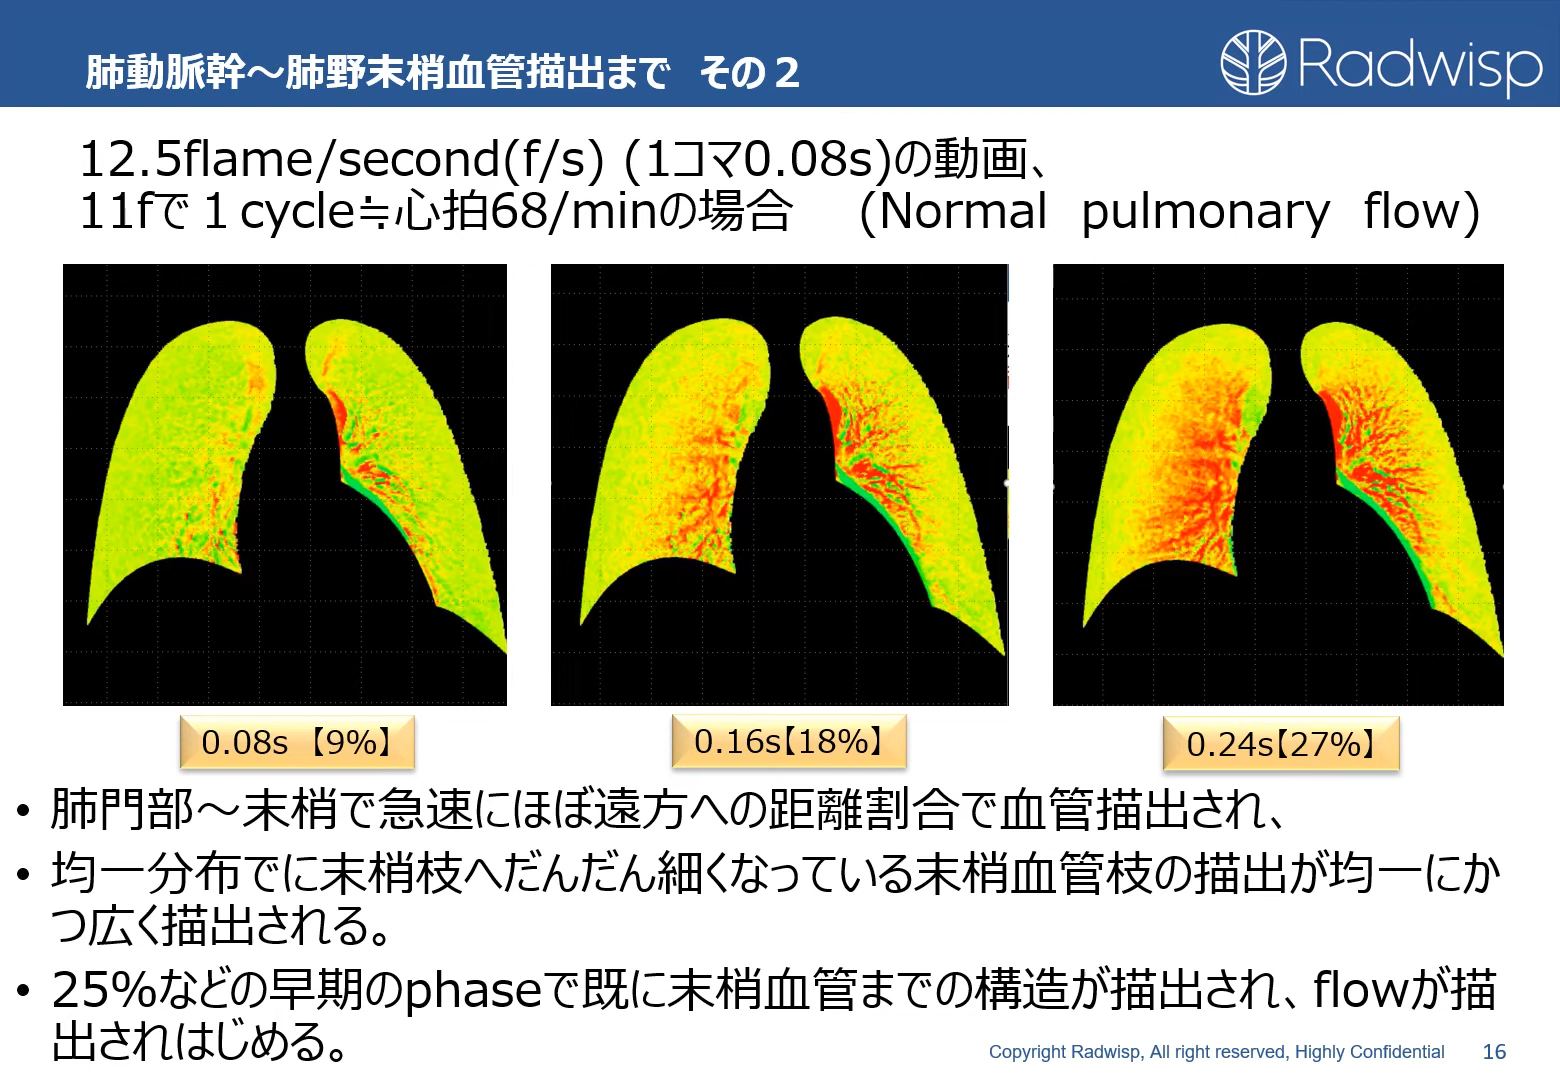 肺動脈幹～肺野末梢血管描出まで　その２
Radwisp
12.5flame/second(f/s) (1コマ0.08s)の動画、
11fで１cycle≒心拍68/minの場合　(Normal pulmonary flow)
0.08s 【9%】
0.16s【18%】
0.24s【27%】
• 肺門部～末梢で急速にほぼ遠方への距離割合で血管描出され、
• 均一分布でに末梢枝へだんだん細くなっている末梢血管枝の描出が均一にか
つ広く描出される。
• 25%などの早期のphaseで既に末梢血管までの構造が描出され、flowが描
出されはじめる。
Copyright Radwisp, All right reserved, Highly Confidential 16